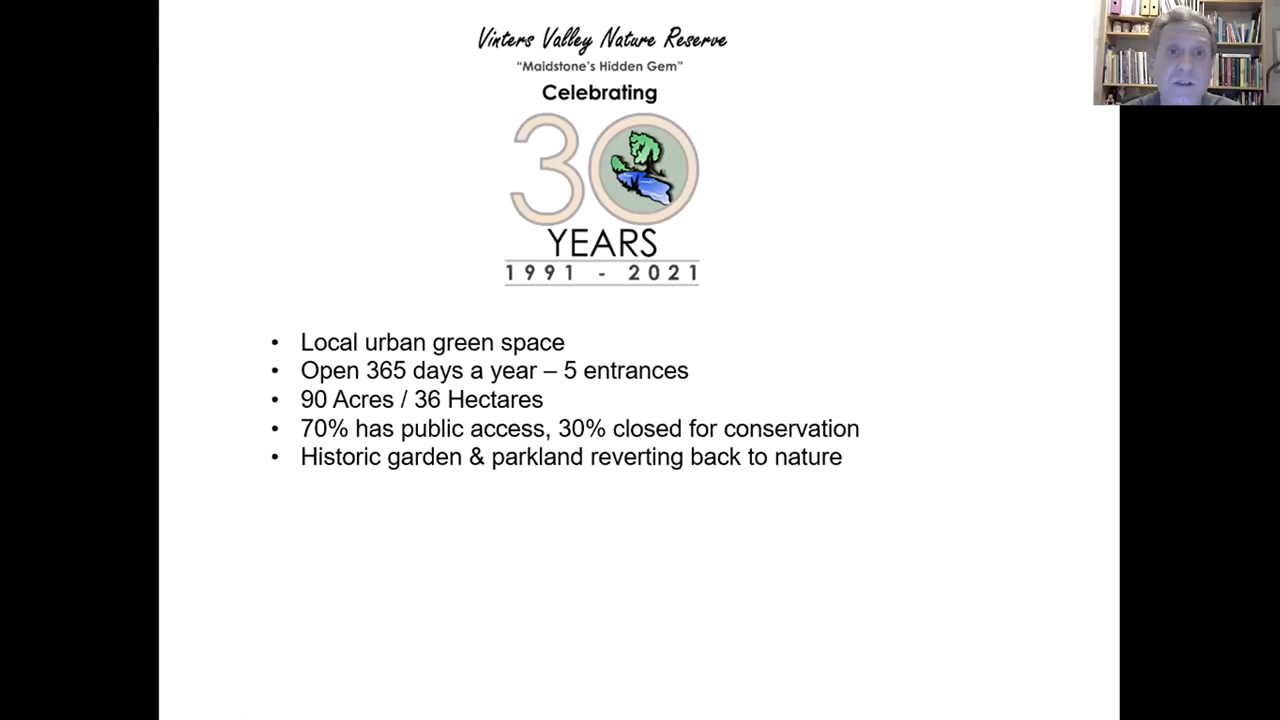 Vinters Valley Nature Reserve
“Maidstone's Hidden Gem”
Celebrating
30
YEARS
1991 - 2021
• Local urban green space
• Open 365 days a year – 5 entrances
• 90 Acres / 36 Hectares
• 70% has public access, 30% closed for conservation
• Historic garden & parkland reverting back to nature